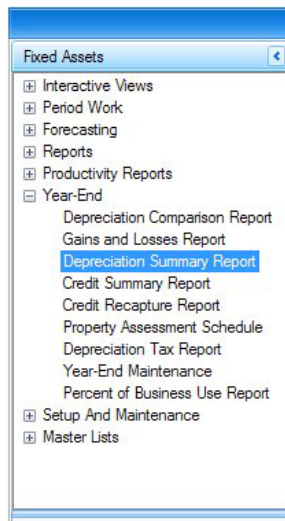 Fixed Assets
Interactive Views
Period Work
Forecasting
Reports
Productivity Reports
Year-End
Depreciation Comparison Report
Gains and Losses Report
Depreciation Summary Report
Credit Summary Report
Credit Recapture Report
Property Assessment Schedule
Depreciation Tax Report
Year-End Maintenance
Percent of Business Use Report
Setup And Maintenance
Master Lists